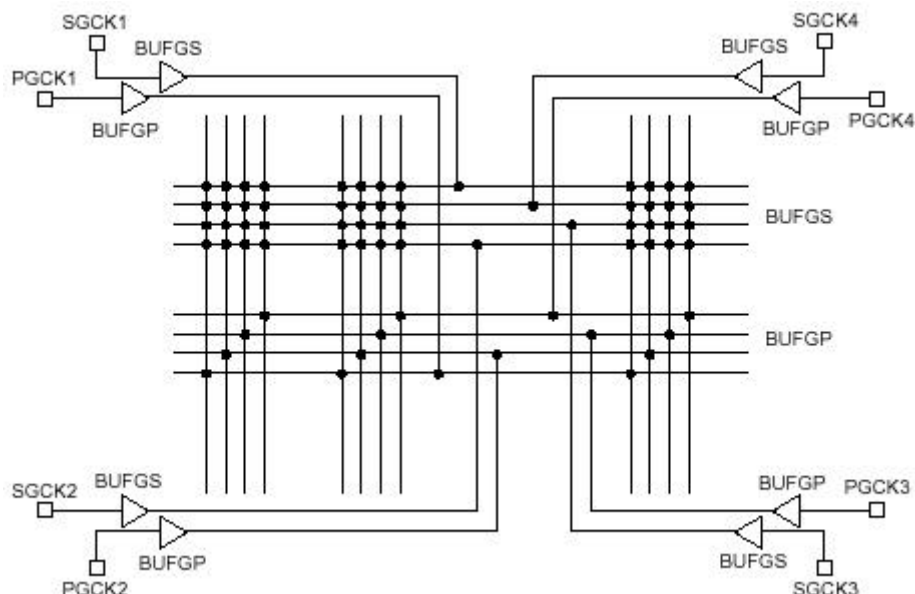 SGCK1
BUFGS
PGCK1
BUFGP
SGCK4
BUFGS
BUFGP
PGCK4
BUFGS
BUFGP
BUFGS
SGCK2
BUFGP
PGCK2
BUFGP
PGCK3
BUFGS
SGCK3